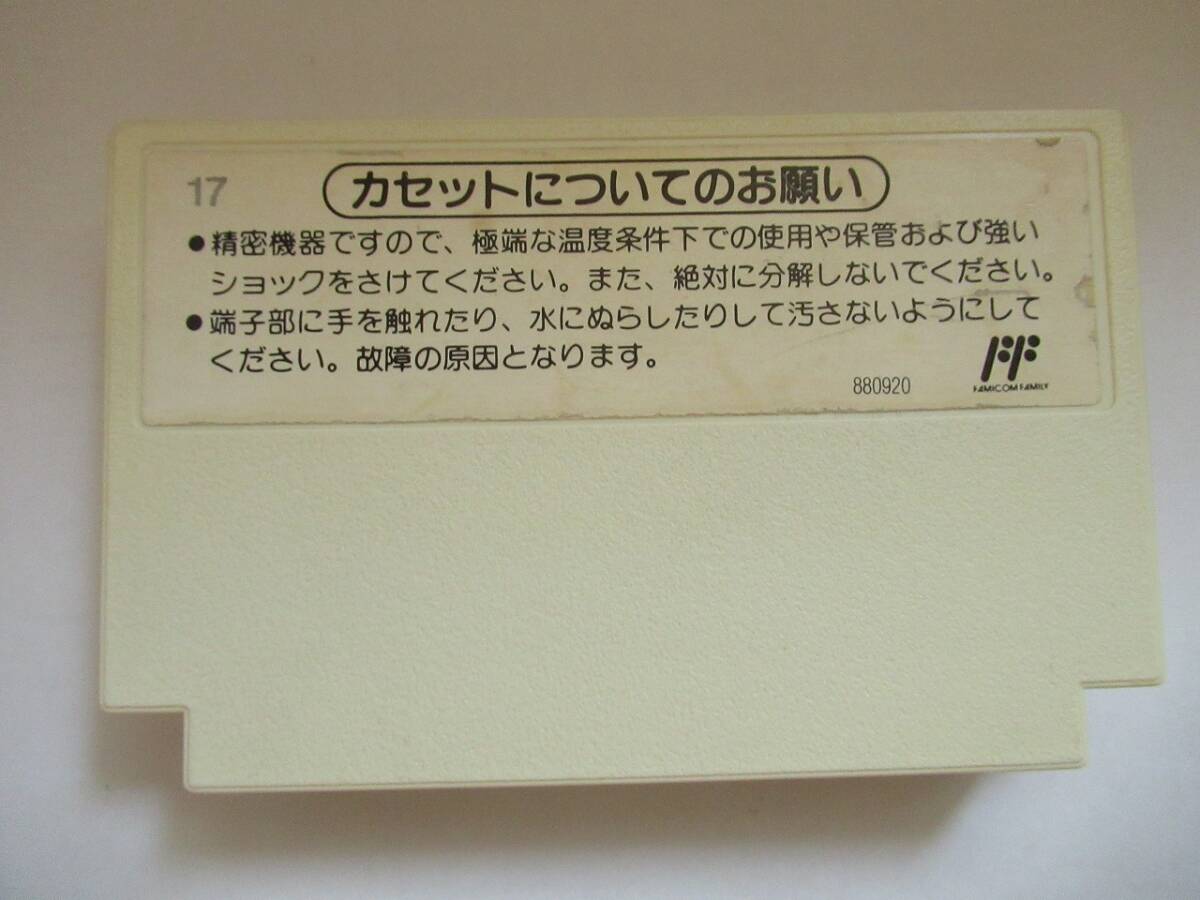 17
カセットについてのお願い
●精密機器ですので、極端な温度条件下での使用や保管および強い
ショックをさけてください。また、絶対に分解しないでください。
●端子部に手を触れたり、水にぬらしたりして汚さないようにして
ください。故障の原因となります。
880920
FAMICOM FAMILY